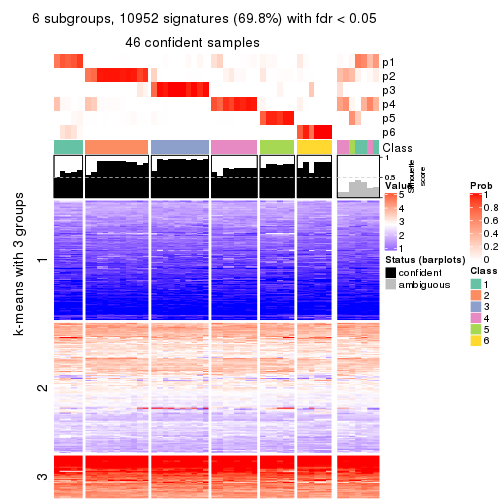 6 subgroups, 10952 signatures (69.8%) with fdr < 0.05
46 confident samples
p1
p2
p3
p4
p5
p6
Class
1
0.5
0
Silhouette
score
k-means with 3 groups
1
2
3
Value
5
4
3
2
1
Status (barplots)
confident
ambiguous
Prob
1
0.8
0.6
0.4
0.2
0
Class
1
2
3
4
5
6